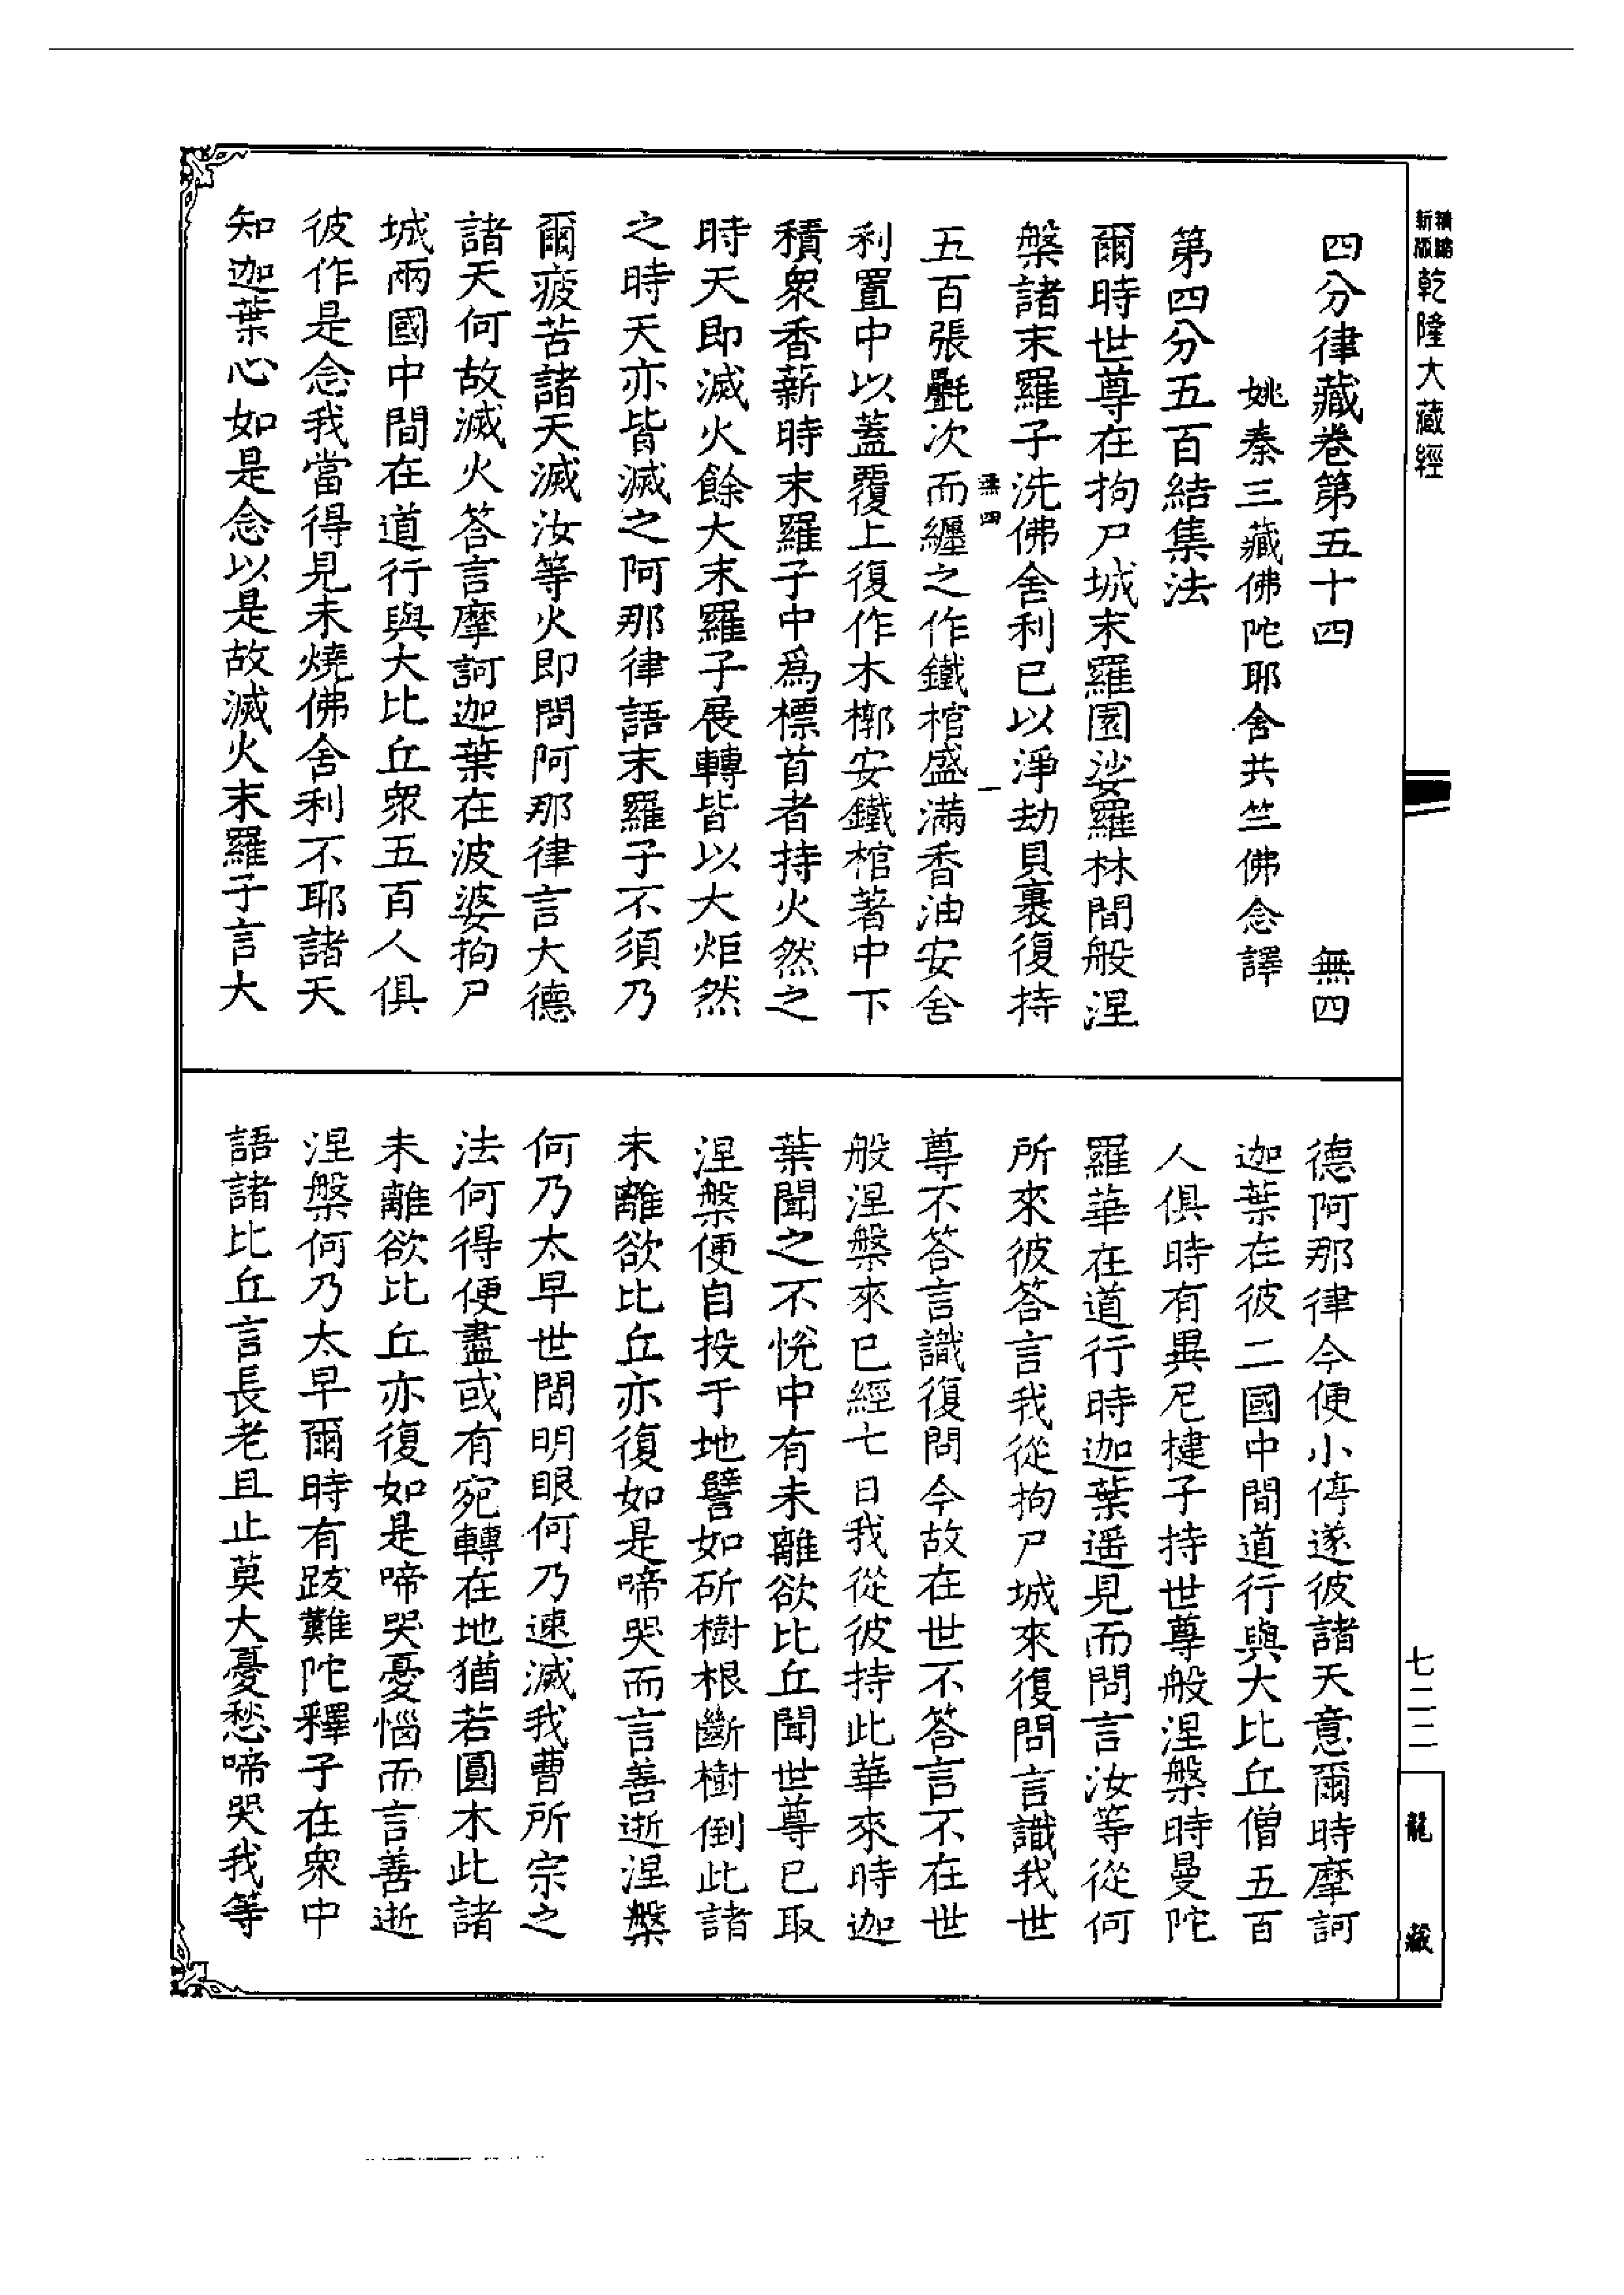 新版
精縮
乾隆大藏經
四分律藏卷第五十四 無四
姚秦三藏佛陀耶舍共竺佛念譯
第四分五百結集法
爾時世尊在拘尸城末羅園娑羅林間般涅
槃諸末羅子洗佛舍利已以淨劫貝裹復持
無四 一
五百張㲲次而纏之作鐵棺盛滿香油安舍
利置中以蓋覆上復作木槨安鐵棺著中下
積衆香薪時末羅子中爲標首者持火然之
時天即滅火餘大末羅子展轉皆以大炬然
之時天亦皆滅之阿那律語末羅子不須乃
爾疲苦諸天滅汝等火即問阿那律言大德
諸天何故滅火答言摩訶迦葉在波婆拘尸
城兩國中間在道行與大比丘衆五百人俱
彼作是念我當得見未燒佛舍利不耶諸天
知迦葉心如是念以是故滅火末羅子言大
德阿那律今便小停遂彼諸天意爾時摩訶
迦葉在彼二國中間道行與大比丘僧五百
人俱時有異尼揵子持世尊般涅槃時曼陀
羅華在道行時迦葉遥見而問言汝等從何
所來彼答言我從拘尸城來復問言識我世
尊不答言識復問今故在世不答言不在世
般涅槃來已經七日我從彼持此華來時迦
葉聞之不悅中有未離欲比丘聞世尊已取
涅槃便自投于地譬如斫樹根斷樹倒此諸
未離欲比丘亦復如是啼哭而言善逝涅槃
何乃太早世間明眼何乃速滅我曹所宗之
法何得便盡或有宛轉在地猶若圓木此諸
未離欲比丘亦復如是啼哭憂惱而言善逝
涅槃何乃太早爾時有跋難陀釋子在衆中
語諸比丘言長老且止莫大憂愁啼哭我等
七二二
龍藏